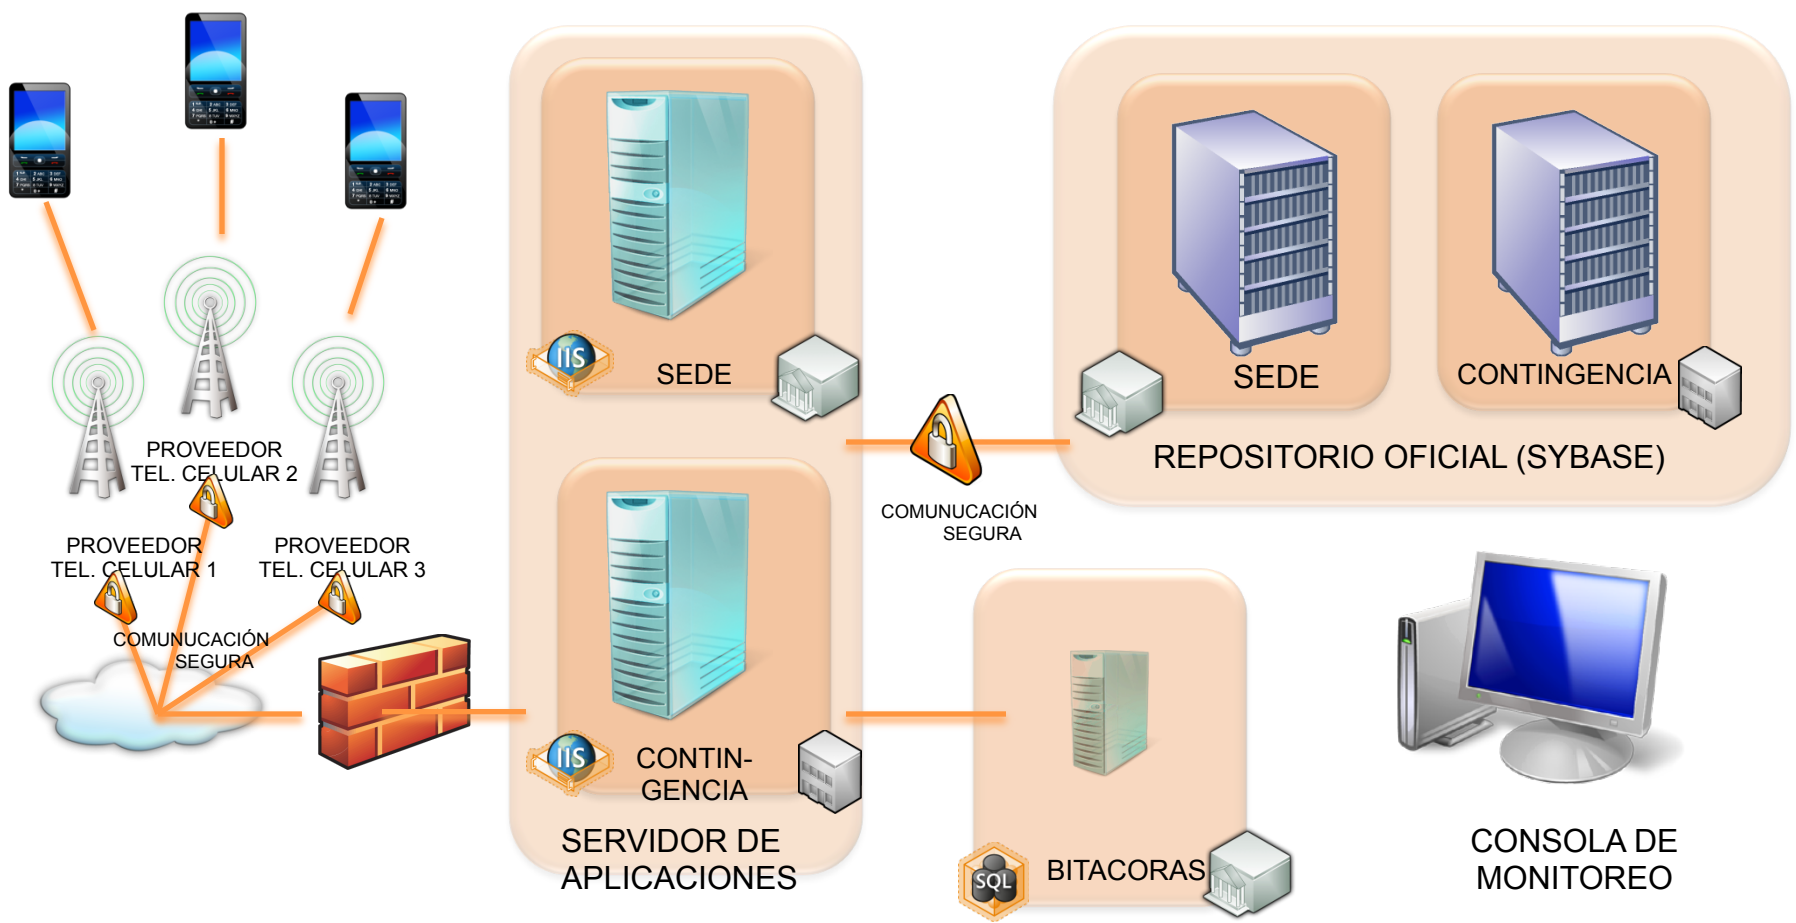 PROVEEDOR
TEL. CELULAR 2
PROVEEDOR
TEL. CELULAR 1
PROVEEDOR
TEL. CELULAR 3
COMUNUCACIÓN
SEGURA
IIS
SEDE
IIS
CONTIN-
GENCIA
SERVIDOR DE
APLICACIONES
COMUNUCACIÓN
SEGURA
SEDE
CONTINGENCIA
REPOSITORIO OFICIAL (SYBASE)
SQL
BITACORAS
CONSOLA DE
MONITOREO